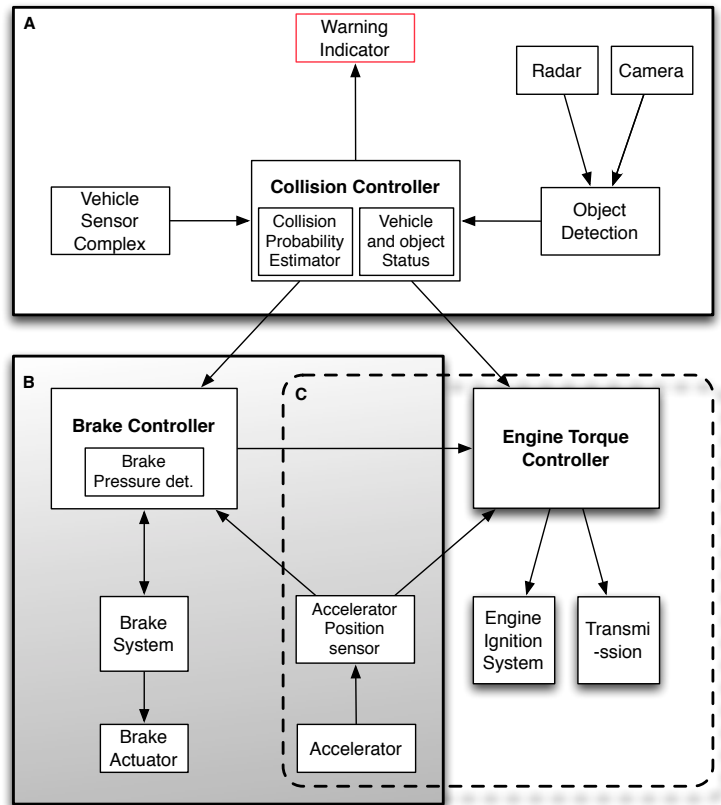 A
Warning
Indicator
Radar
Camera
Vehicle
Sensor
Complex
Collision Controller
Collision
Probability
Estimator
Vehicle
and object
Status
Object
Detection
B
Brake Controller
Brake
Pressure det.
C
Engine Torque
Controller
Brake
System
Accelerator
Position
sensor
Engine
Ignition
System
Transmi
-ssion
Brake
Actuator
Accelerator